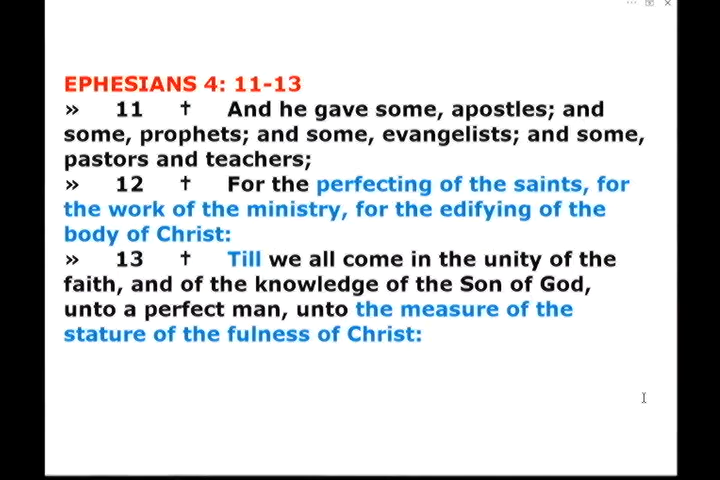 EPHESIANS 4: 11-13
» 11 † And he gave some, apostles; and
some, prophets; and some, evangelists; and some,
pastors and teachers;
» 12 † For the perfecting of the saints, for
the work of the ministry, for the edifying of the
body of Christ:
» 13 † Till we all come in the unity of the
faith, and of the knowledge of the Son of God,
unto a perfect man, unto the measure of the
stature of the fulness of Christ: